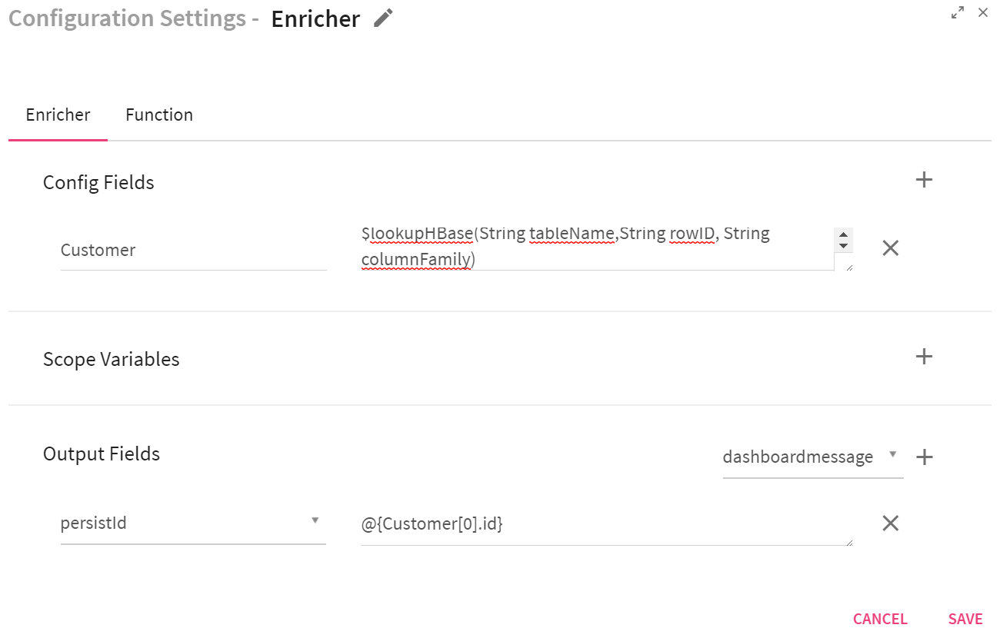 Configuration Settings - Enricher
Enricher Function
Config Fields
Customer
$lookupHBase(String tableName,String rowID, String
columnFamily)
Scope Variables
Output Fields
dashboardmessage
persistId
@{Customer[0].id}
CANCEL SAVE